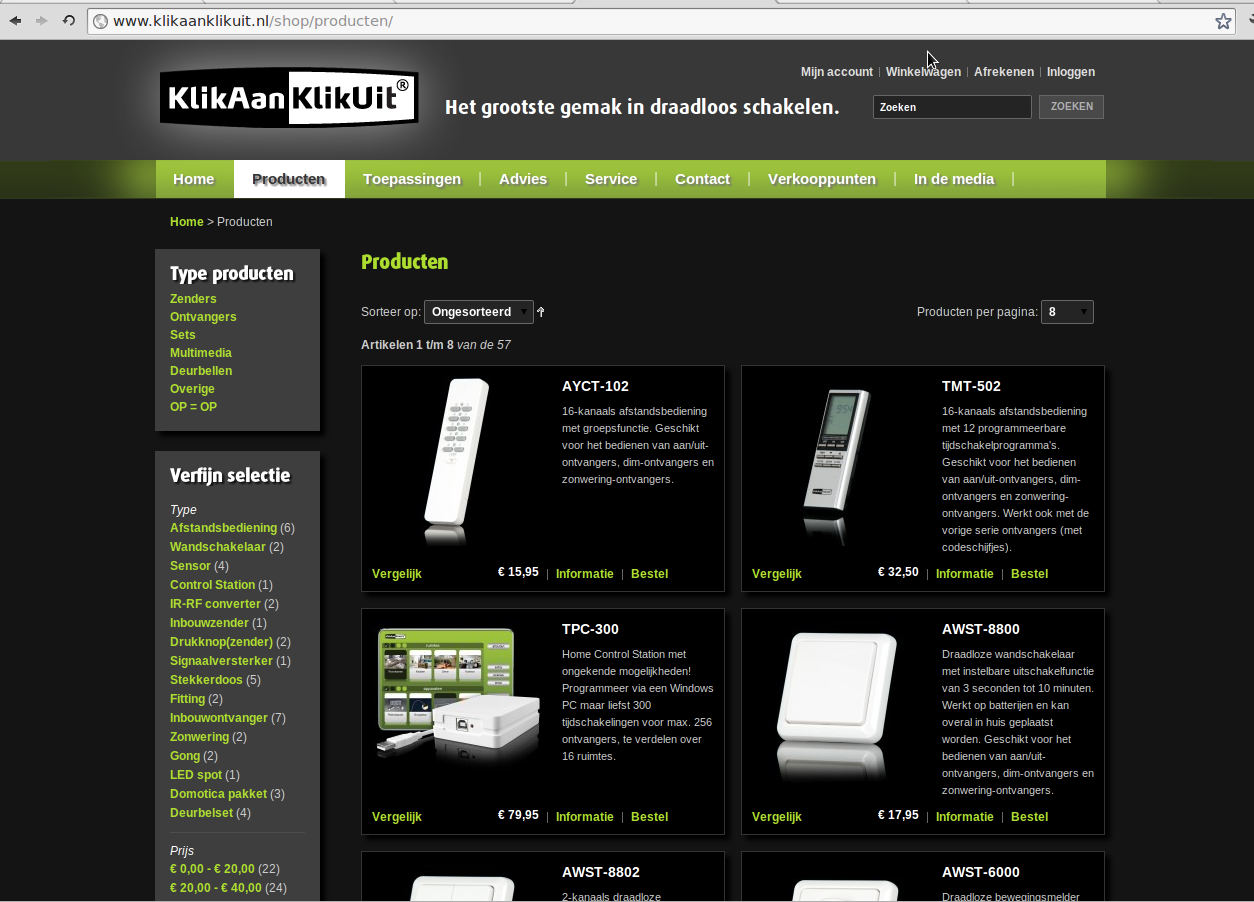 www.klikaanklikuit.nl/shop/producten/
Mijn account | Winkelwagen | Afrekenen | Inloggen
KlikAanKlikUit®
Het grootste gemak in draadloos schakelen.
Zoeken
ZOEKEN
Home
Producten
Toepassingen | Advies | Service | Contact | Verkooppunten | In de media |
Home > Producten
Type producten
Zenders
Ontvangers
Sets
Multimedia
Deurbellen
Overige
OP = OP
Verfijn selectie
Type
Afstandsbediening (6)
Wandschakelaar (2)
Sensor (4)
Control Station (1)
IR-RF converter (2)
Inbouwzender (1)
Drukknop(zender) (2)
Signaalversterker (1)
Stekkerdoos (5)
Fitting (2)
Inbouwontvanger (7)
Zonwering (2)
Gong (2)
LED spot (1)
Domotica pakket (3)
Deurbelset (4)
Prijs
€ 0,00 - € 20,00 (22)
€ 20,00 - € 40,00 (24)
Producten
Sorteer op: Ongesorteerd
Producten per pagina: 8
Artikelen 1 t/m 8 van de 57
AYCT-102
16-kanaals afstandsbediening
met groepsfunctie. Geschikt
voor het bedienen van aan/uit-
ontvangers, dim-ontvangers en
zonwering-ontvangers.
Vergelijk
€ 15,95 | Informatie | Bestel
TMT-502
16-kanaals afstandsbediening
met 12 programmeerbare
tijdschakelprogramma's.
Geschikt voor het bedienen
van aan/uit-ontvangers, dim-
ontvangers en zonwering-
ontvangers. Werkt ook met de
vorige serie ontvangers (met
codeschijfjes).
Vergelijk
€ 32,50 | Informatie | Bestel
TPC-300
Home Control Station met
ongekende mogelijkheden!
Programmeer via een Windows
PC maar liefst 300
tijdschakelingen voor max. 256
ontvangers, te verdelen over
16 ruimtes.
Vergelijk
€ 79,95 | Informatie | Bestel
AWST-8800
Draadloze wandschakelaar
met instelbare uitschakelfunctie
van 3 seconden tot 10 minuten.
Werkt op batterijen en kan
overal in huis geplaatst
worden. Geschikt voor het
bedienen van aan/uit-
ontvangers, dim-ontvangers en
zonwering-ontvangers.
Vergelijk
€ 17,95 | Informatie | Bestel
AWST-8802
2-kanaals draadloze
AWST-6000
Draadloze bewegingsmelder